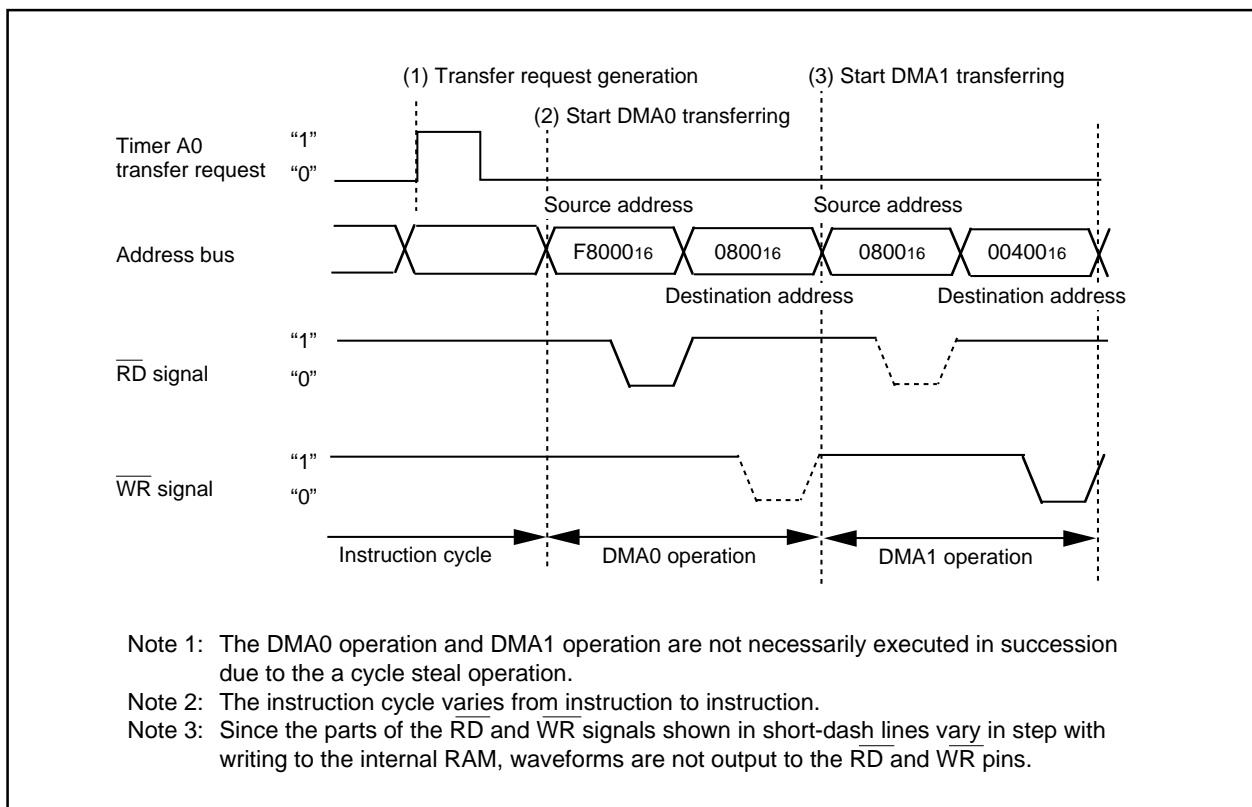 (1) Transfer request generation
(3) Start DMA1 transferring
(2) Start DMA0 transferring
Timer A0
transfer request
“1”
“0”
Source address
Source address
Address bus
F800016
080016
080016
0040016
Destination address
Destination address
RD signal
“1”
“0”
WR signal
“1”
“0”
Instruction cycle
DMA0 operation
DMA1 operation
Note 1: The DMA0 operation and DMA1 operation are not necessarily executed in succession
due to the a cycle steal operation.
Note 2: The instruction cycle varies from instruction to instruction.
Note 3: Since the parts of the RD and WR signals shown in short-dash lines vary in step with
writing to the internal RAM, waveforms are not output to the RD and WR pins.